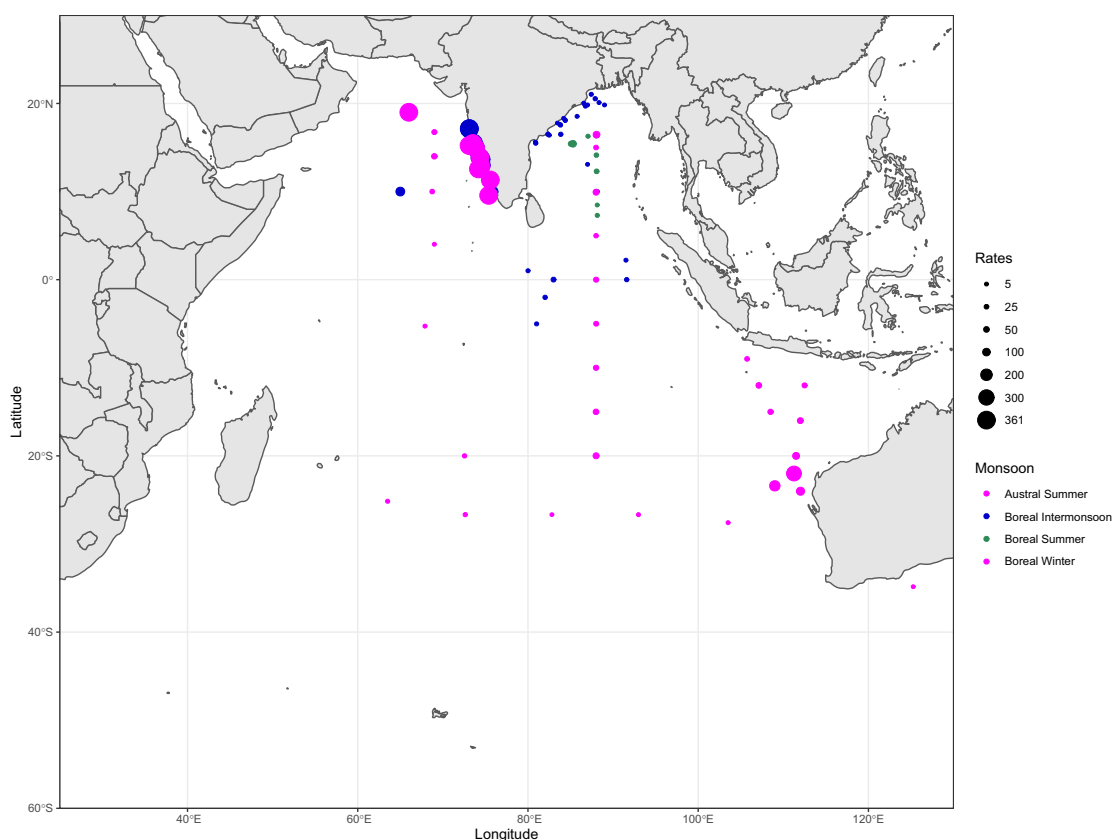 20°N
0°
20°S
40°S
60°S
40°E
60°E
80°E
100°E
120°E
Longitude
Latitude
Rates
5
25
50
100
200
300
361
Monsoon
Austral Summer
Boreal Intermonsoon
Boreal Summer
Boreal Winter